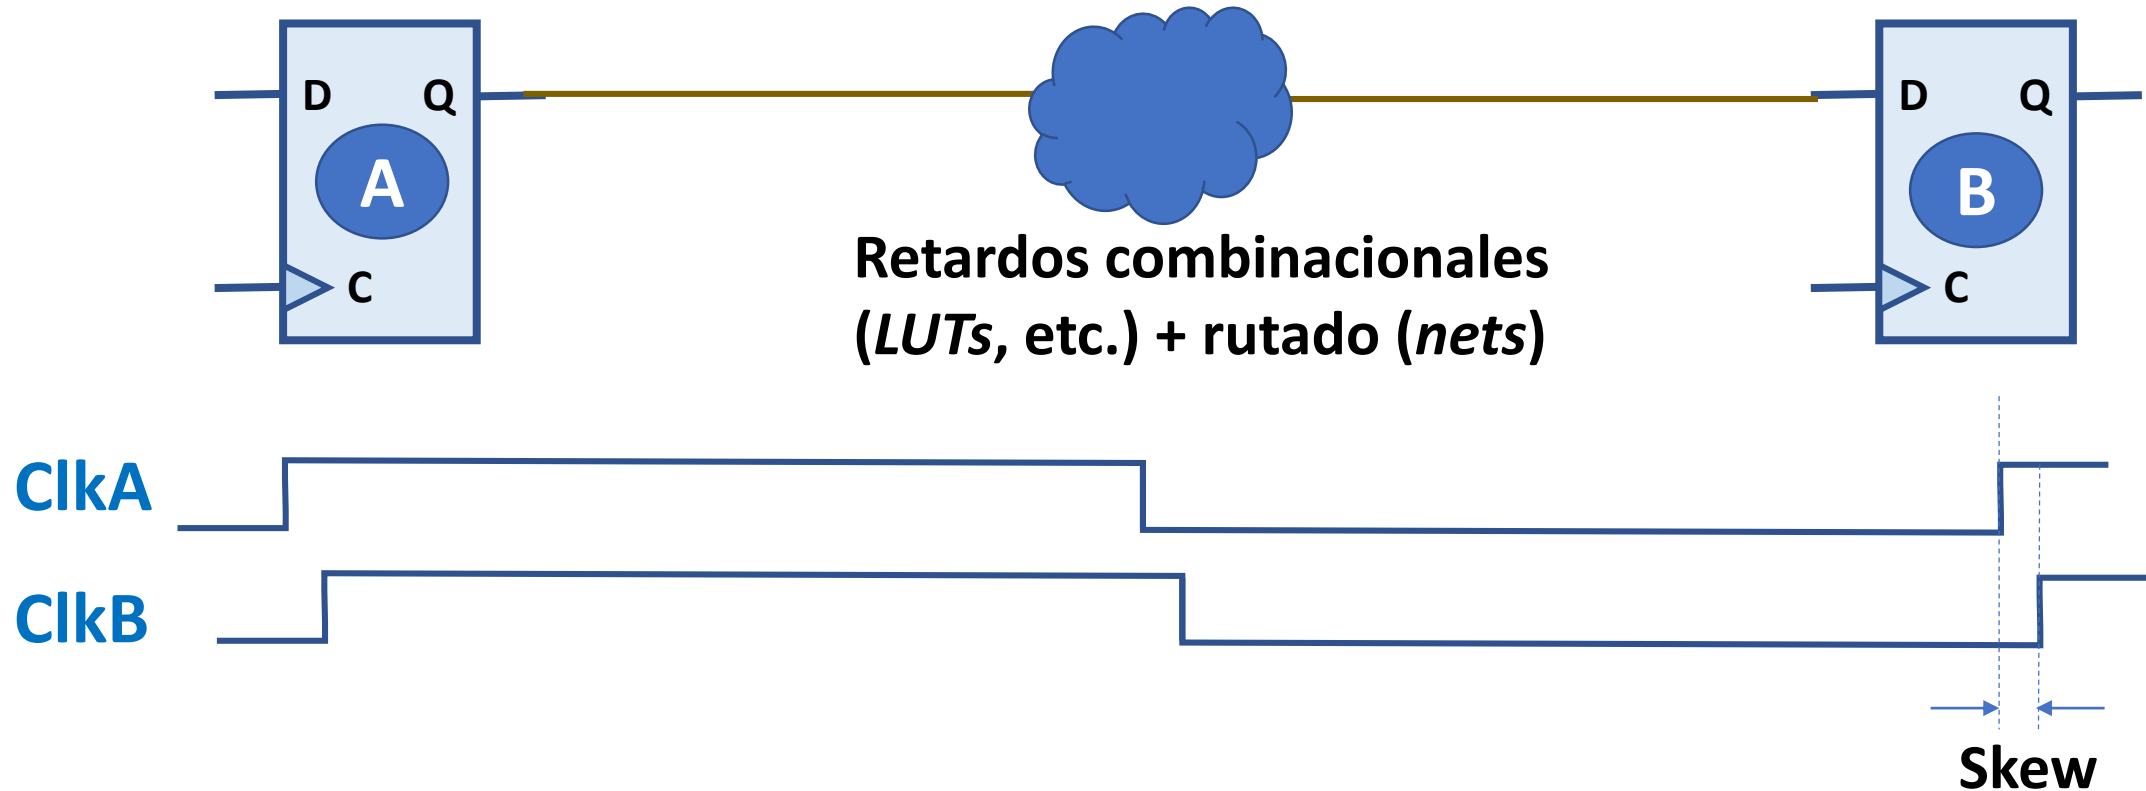 D Q
A
C
D Q
B
C
Retardos combinacionales
(LUTs, etc.) + rutado (nets)
ClkA
ClkB
Skew